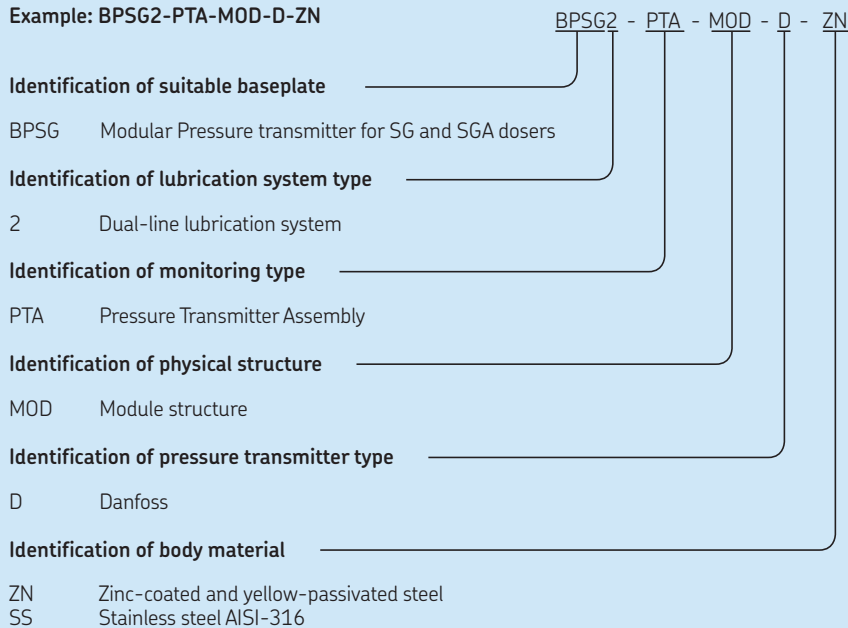 Example: BPSG2-PTA-MOD-D-ZN
BPSG2 - PTA - MOD - D - ZN
Identification of suitable baseplate
BPSG Modular Pressure transmitter for SG and SGA dosers
Identification of lubrication system type
2 Dual-line lubrication system
Identification of monitoring type
PTA Pressure Transmitter Assembly
Identification of physical structure
MOD Module structure
Identification of pressure transmitter type
D Danfoss
Identification of body material
ZN Zinc-coated and yellow-passivated steel
SS Stainless steel AISI-316